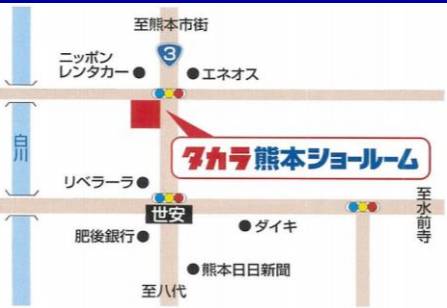 至熊本市街
3
ニッポン
レンタカー
エネオス
白川
タカラ熊本ショールーム
リベラーラ
世安
至水前寺
肥後銀行
ダイキ
熊本日日新聞
至八代